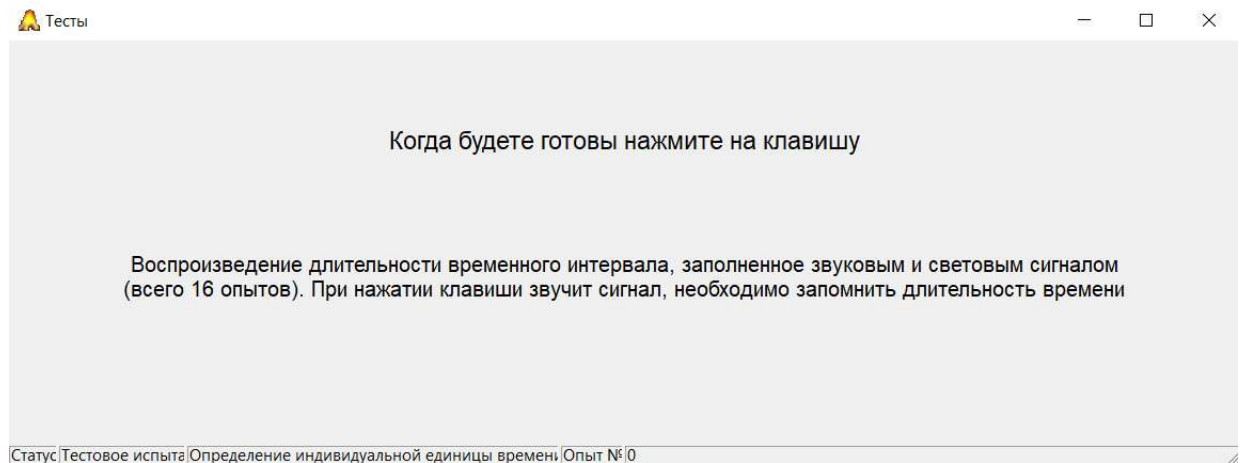 Тесты
Когда будете готовы нажмите на клавишу
Воспроизведение длительности временного интервала, заполненное звуковым и световым сигналом
(всего 16 опытов). При нажатии клавиши звучит сигнал, необходимо запомнить длительность времени
Статус Тестовое испыта Определение индивидуальной единицы времени Опыт № 0